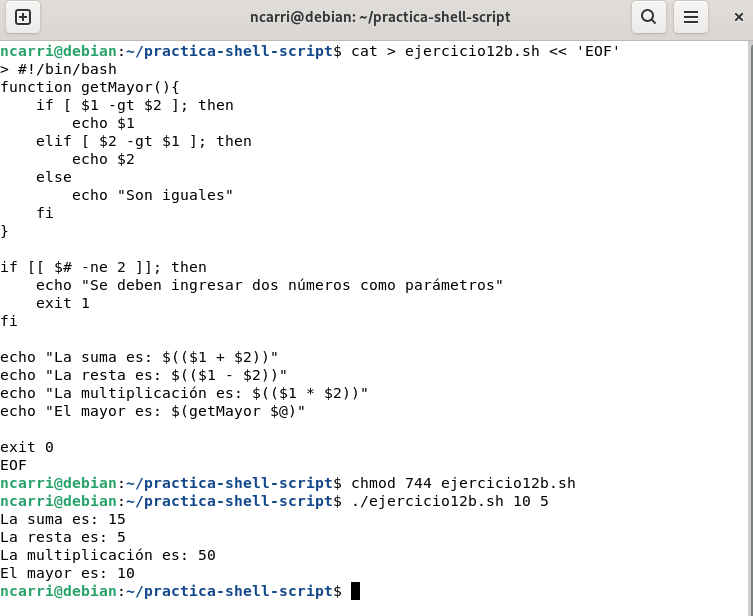 ncarri@debian: ~/practica-shell-script
ncarri@debian:~/practica-shell-script$ cat > ejercicio12b.sh << 'EOF'
> #!/bin/bash
function getMayor(){
    if [ $1 -gt $2 ]; then
        echo $1
    elif [ $2 -gt $1 ]; then
        echo $2
    else
        echo "Son iguales"
    fi
}

if [[ $# -ne 2 ]]; then
    echo "Se deben ingresar dos números como parámetros"
    exit 1
fi

echo "La suma es: $(($1 + $2))"
echo "La resta es: $(($1 - $2))"
echo "La multiplicación es: $(($1 * $2))"
echo "El mayor es: $(getMayor $@)"

exit 0
EOF
ncarri@debian:~/practica-shell-script$ chmod 744 ejercicio12b.sh
ncarri@debian:~/practica-shell-script$ ./ejercicio12b.sh 10 5
La suma es: 15
La resta es: 5
La multiplicación es: 50
El mayor es: 10
ncarri@debian:~/practica-shell-script$